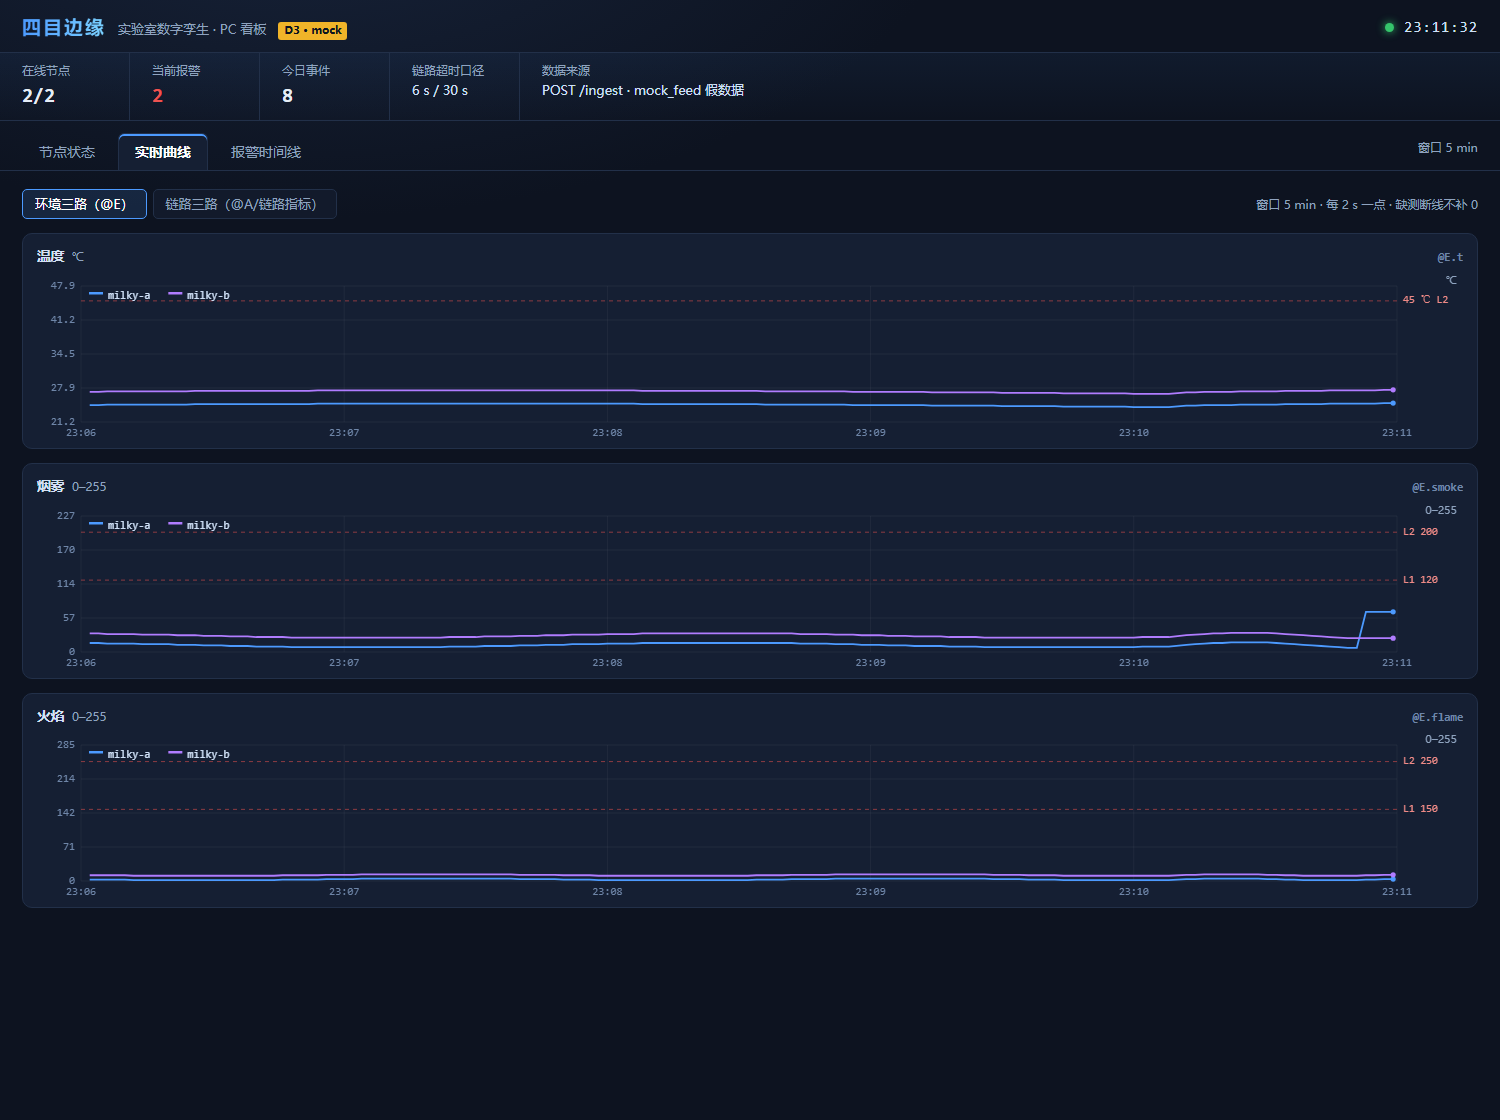 四目边缘 实验室数字孪生 · PC 看板 D3 • mock 23:11:32
在线节点 当前报警 今日事件 链路超时口径 数据来源
2/2 2 8 6 s / 30 s POST /ingest · mock_feed 假数据
节点状态 实时曲线 报警时间线 窗口 5 min
环境三路（@E） 链路三路（@A/链路指标） 窗口 5 min · 每 2 s 一点 · 缺测断线不补 0
温度 ℃ @E.t
℃
47.9 milky-a milky-b
45 ℃ L2
41.2
34.5
27.9
21.2
23:06 23:07 23:08 23:09 23:10 23:11
烟雾 0–255 @E.smoke
0–255
227 milky-a milky-b
L2 200
170
L1 120
114
57
0
23:06 23:07 23:08 23:09 23:10 23:11
火焰 0–255 @E.flame
0–255
285 milky-a milky-b
L2 250
214
L1 150
142
71
0
23:06 23:07 23:08 23:09 23:10 23:11